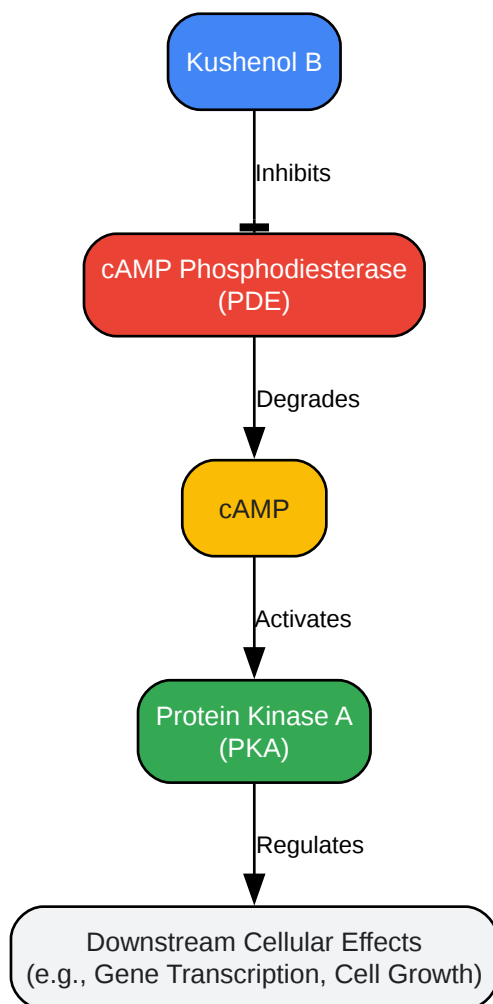 Kushenol B
Inhibits
cAMP Phosphodiesterase
(PDE)
Degrades
cAMP
Activates
Protein Kinase A
(PKA)
Regulates
Downstream Cellular Effects
(e.g., Gene Transcription, Cell Growth)